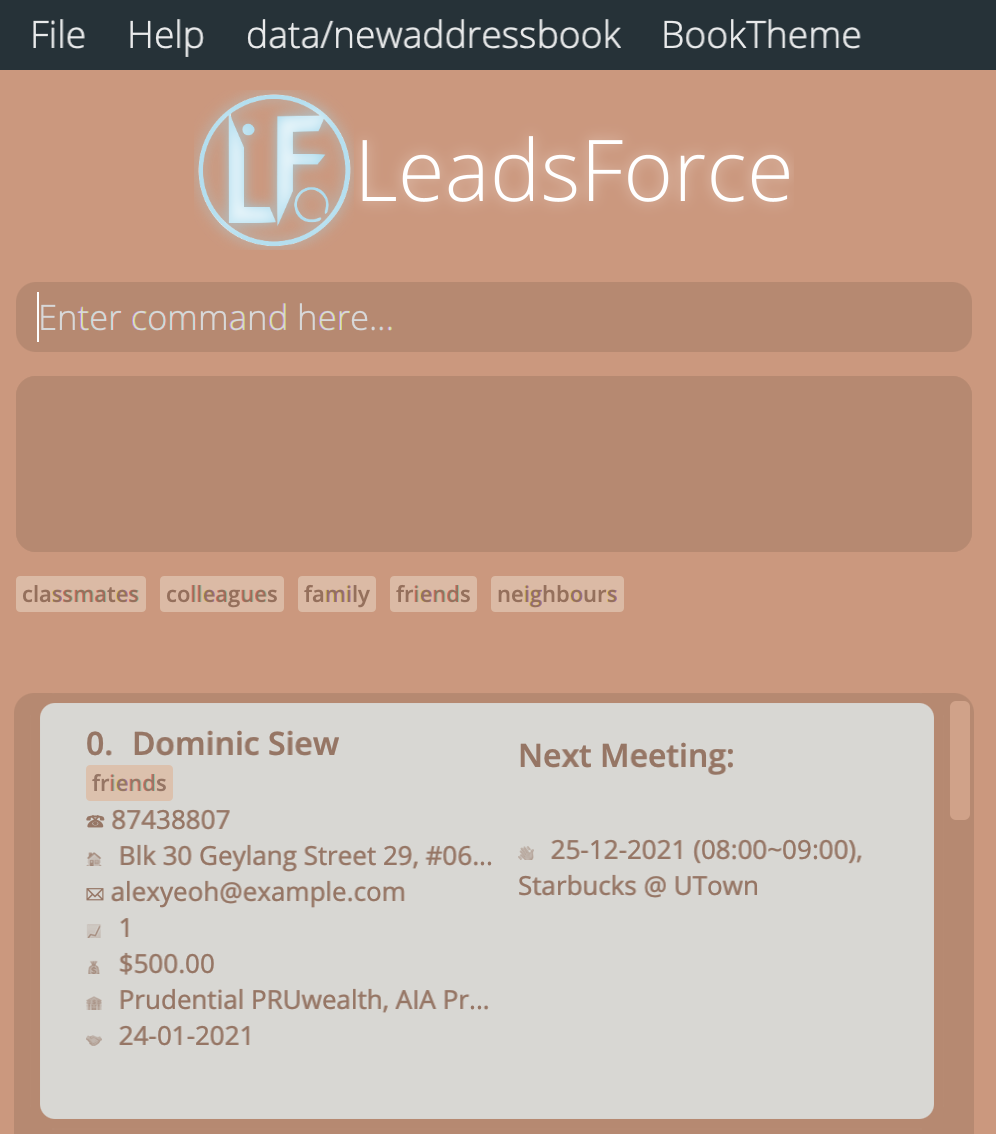 File Help data/newaddressbook BookTheme
LF LeadsForce
Enter command here...
classmates colleagues family friends neighbours
0. Dominic Siew
friends
87438807
Blk 30 Geylang Street 29, #06...
alexyeoh@example.com
1
$500.00
Prudential PRUwealth, AIA Pr...
24-01-2021
Next Meeting:
25-12-2021 (08:00~09:00),
Starbucks @ UTown